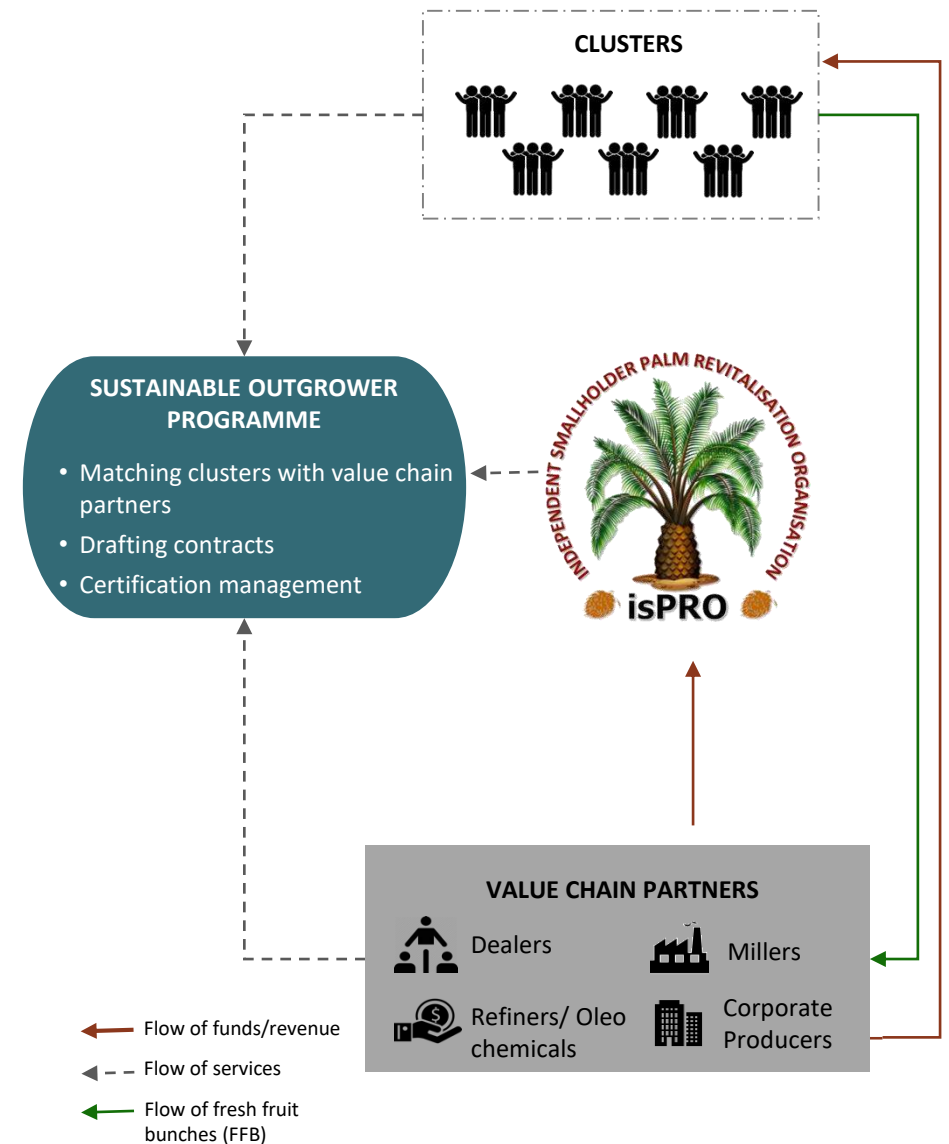 CLUSTERS
SUSTAINABLE OUTGROWER
PROGRAMME
• Matching clusters with value chain
partners
• Drafting contracts
• Certification management
INDEPENDENT SMALLHOLDER PALM REVITALISATION ORGANISATION
isPRO
VALUE CHAIN PARTNERS
Dealers
Millers
$
Refiners/ Oleo
chemicals
Corporate
Producers
Flow of funds/revenue
Flow of services
Flow of fresh fruit
bunches (FFB)